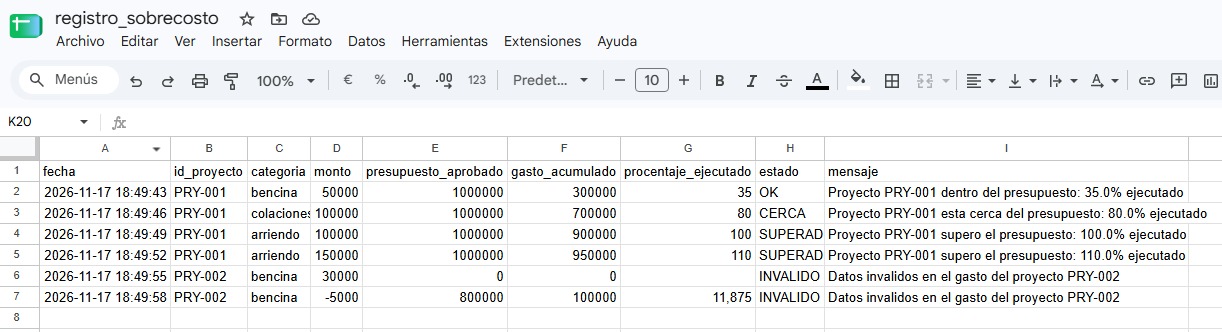 registro_sobrecosto
Archivo Editar Ver Insertar Formato Datos Herramientas Extensiones Ayuda
Menús 100% € % .0 .00 123 Predet... 10 B I S A
K20 fx
A B C D E F G H I
1 fecha id_proyecto categoria monto presupuesto_aprobado gasto_acumulado procentaje_ejecutado estado mensaje
2 2026-11-17 18:49:43 PRY-001 bencina 50000 1000000 300000 35 OK Proyecto PRY-001 dentro del presupuesto: 35.0% ejecutado
3 2026-11-17 18:49:46 PRY-001 colaciones 100000 1000000 700000 80 CERCA Proyecto PRY-001 esta cerca del presupuesto: 80.0% ejecutado
4 2026-11-17 18:49:49 PRY-001 arriendo 100000 1000000 900000 100 SUPERAD Proyecto PRY-001 supero el presupuesto: 100.0% ejecutado
5 2026-11-17 18:49:52 PRY-001 arriendo 150000 1000000 950000 110 SUPERAD Proyecto PRY-001 supero el presupuesto: 110.0% ejecutado
6 2026-11-17 18:49:55 PRY-002 bencina 30000 0 0 INVALIDO Datos invalidos en el gasto del proyecto PRY-002
7 2026-11-17 18:49:58 PRY-002 bencina -5000 800000 100000 11,875 INVALIDO Datos invalidos en el gasto del proyecto PRY-002
8